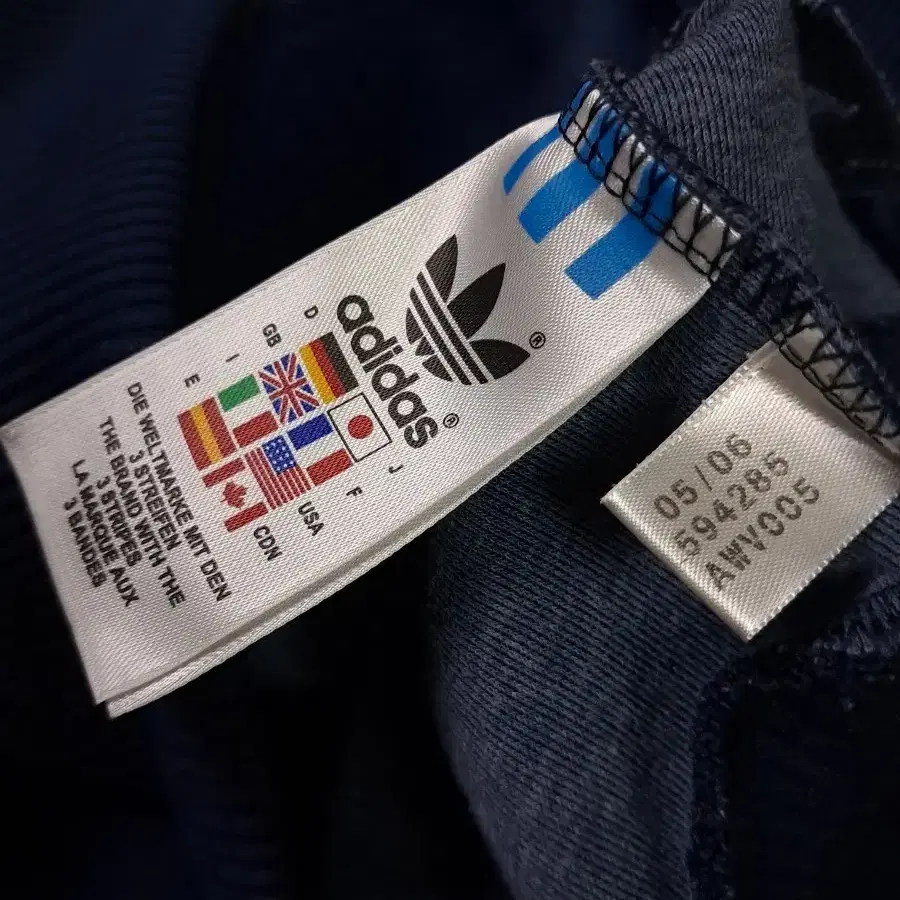 adidas®
®
D
GB
I
E
J
F
USA
CDN
DIE WELTMARKE MIT DEN
3 STREIFEN
THE BRAND WITH THE
3 STRIPES
LA MARQUE AUX
3 BANDES
05/06
594285
AWV005